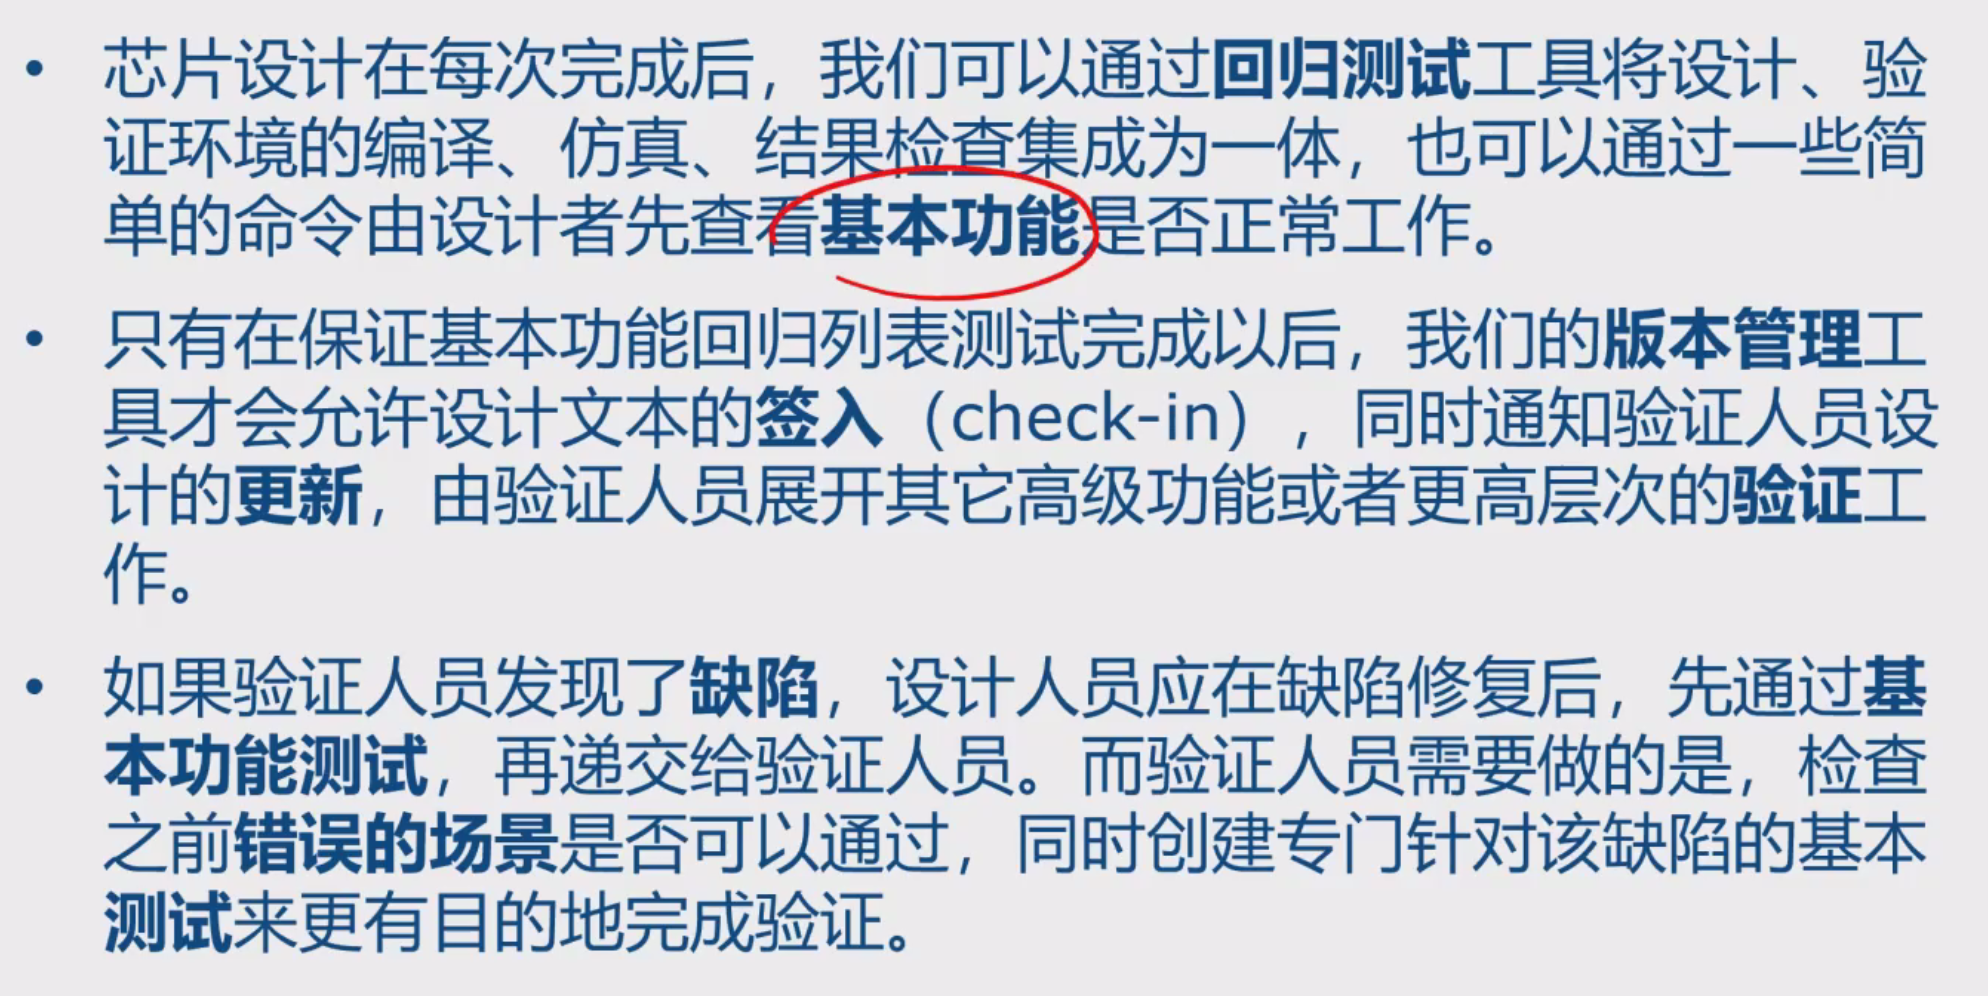 • 芯片设计在每次完成后，我们可以通过回归测试工具将设计、验
证环境的编译、仿真、结果检查集成为一体，也可以通过一些简
单的命令由设计者先查看基本功能是否正常工作。
• 只有在保证基本功能回归列表测试完成以后，我们的版本管理工
具才会允许设计文本的签入（check-in），同时通知验证人员设
计的更新，由验证人员展开其它高级功能或者更高层次的验证工
作。
• 如果验证人员发现了缺陷，设计人员应在缺陷修复后，先通过基
本功能测试，再递交给验证人员。而验证人员需要做的是，检查
之前错误的场景是否可以通过，同时创建专门针对该缺陷的基本
测试来更有目的地完成验证。